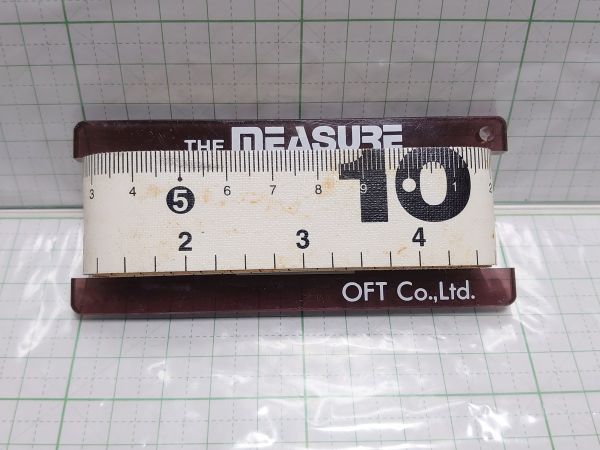 THE MEASURE
3 4 5 6 7 8 9 10 1 2
2 3 4
OFT Co.,Ltd.